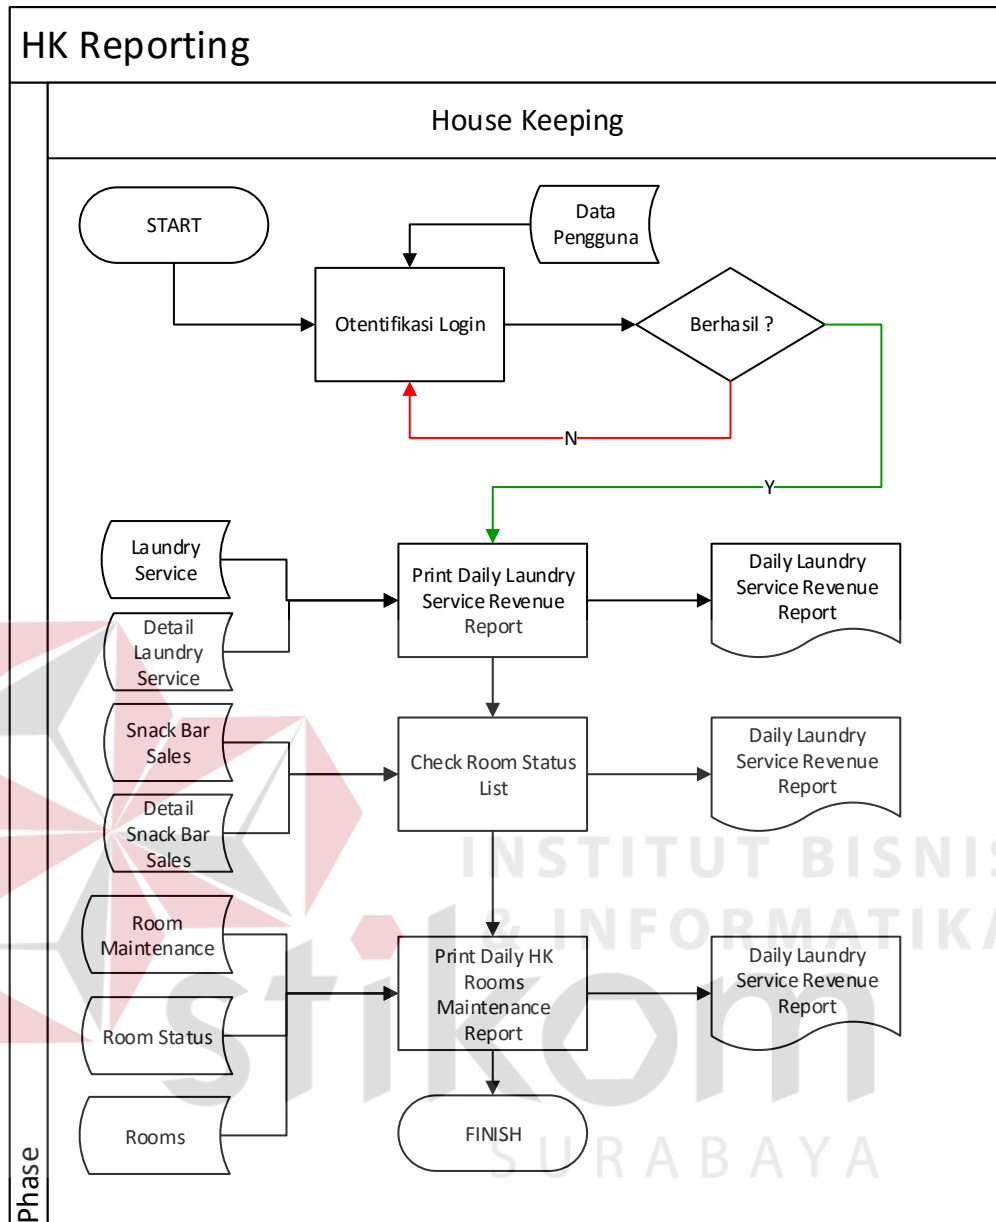 HK Reporting
House Keeping
START
Data
Pengguna
Otentifikasi Login
Berhasil ?
N
Y
Laundry
Service
Detail
Laundry
Service
Print Daily Laundry
Service Revenue
Report
Daily Laundry
Service Revenue
Report
Snack Bar
Sales
Detail
Snack Bar
Sales
Check Room Status
List
Daily Laundry
Service Revenue
Report
Room
Maintenance
Room Status
Rooms
Print Daily HK
Rooms
Maintenance
Report
Daily Laundry
Service Revenue
Report
FINISH
Phase
INSTITUT BISNIS
& INFORMATIKA
stikom
SURABAYA